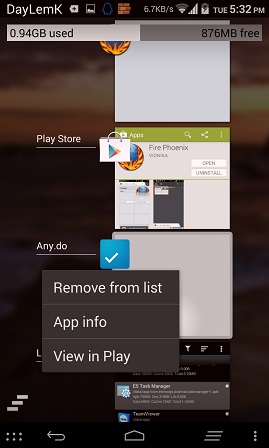 DayLemK 6.7KB/s TUE 5:32 PM
0.94GB used 876MB free
Play Store
Apps
Fire Phoenix
VIONIKA
OPEN
UNINSTALL
Any.do
Remove from list
App info
View in Play
L
ES Task Manager
TeamViewer